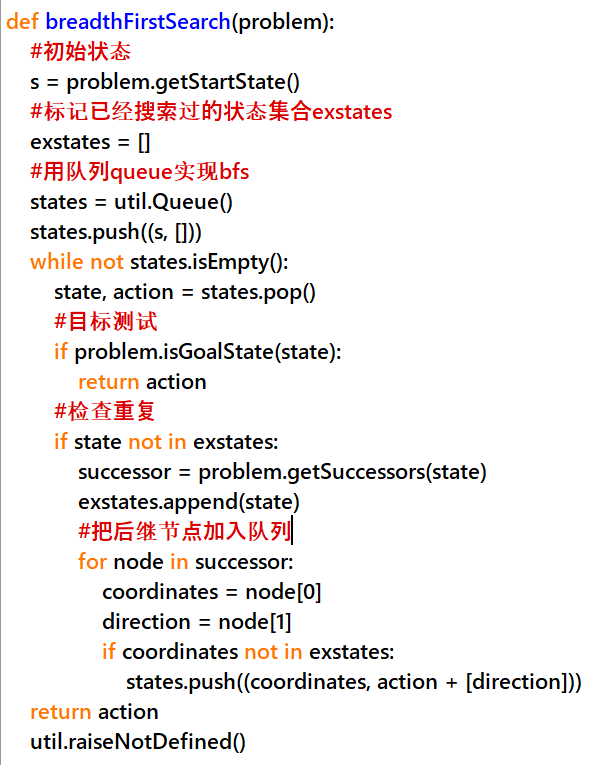 def breadthFirstSearch(problem):
    #初始状态
    s = problem.getStartState()
    #标记已经搜索过的状态集合exstates
    exstates = []
    #用队列queue实现bfs
    states = util.Queue()
    states.push((s, []))
    while not states.isEmpty():
        state, action = states.pop()
        #目标测试
        if problem.isGoalState(state):
            return action
        #检查重复
        if state not in exstates:
            successor = problem.getSuccessors(state)
            exstates.append(state)
            #把后继节点加入队列
            for node in successor:
                coordinates = node[0]
                direction = node[1]
                if coordinates not in exstates:
                    states.push((coordinates, action + [direction]))
    return action
    util.raiseNotDefined()